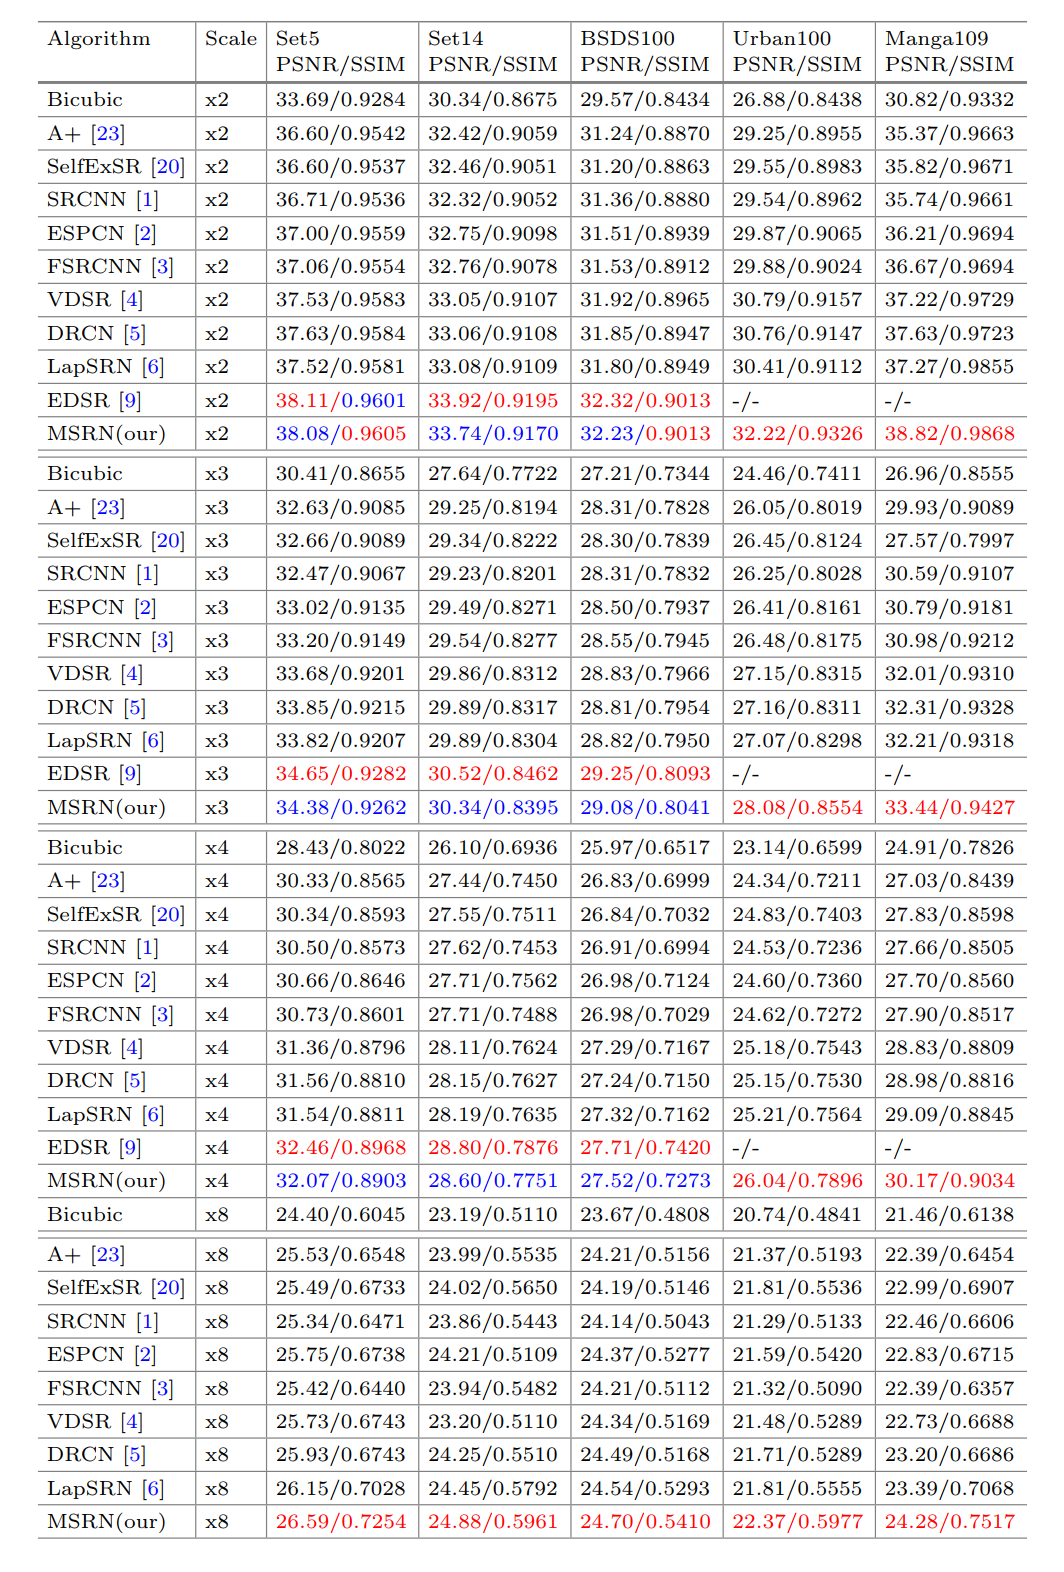 Algorithm Scale Set5 Set14 BSDS100 Urban100 Manga109
PSNR/SSIM PSNR/SSIM PSNR/SSIM PSNR/SSIM PSNR/SSIM
Bicubic x2 33.69/0.9284 30.34/0.8675 29.57/0.8434 26.88/0.8438 30.82/0.9332
A+ [23] x2 36.60/0.9542 32.42/0.9059 31.24/0.8870 29.25/0.8955 35.37/0.9663
SelfExSR [20] x2 36.60/0.9537 32.46/0.9051 31.20/0.8863 29.55/0.8983 35.82/0.9671
SRCNN [1] x2 36.71/0.9536 32.32/0.9052 31.36/0.8880 29.54/0.8962 35.74/0.9661
ESPCN [2] x2 37.00/0.9559 32.75/0.9098 31.51/0.8939 29.87/0.9065 36.21/0.9694
FSRCNN [3] x2 37.06/0.9554 32.76/0.9078 31.53/0.8912 29.88/0.9024 36.67/0.9694
VDSR [4] x2 37.53/0.9583 33.05/0.9107 31.92/0.8965 30.79/0.9157 37.22/0.9729
DRCN [5] x2 37.63/0.9584 33.06/0.9108 31.85/0.8947 30.76/0.9147 37.63/0.9723
LapSRN [6] x2 37.52/0.9581 33.08/0.9109 31.80/0.8949 30.41/0.9112 37.27/0.9855
EDSR [9] x2 38.11/0.9601 33.92/0.9195 32.32/0.9013 -/- -/-
MSRN(our) x2 38.08/0.9605 33.74/0.9170 32.23/0.9013 32.22/0.9326 38.82/0.9868
Bicubic x3 30.41/0.8655 27.64/0.7722 27.21/0.7344 24.46/0.7411 26.96/0.8555
A+ [23] x3 32.63/0.9085 29.25/0.8194 28.31/0.7828 26.05/0.8019 29.93/0.9089
SelfExSR [20] x3 32.66/0.9089 29.34/0.8222 28.30/0.7839 26.45/0.8124 27.57/0.7997
SRCNN [1] x3 32.47/0.9067 29.23/0.8201 28.31/0.7832 26.25/0.8028 30.59/0.9107
ESPCN [2] x3 33.02/0.9135 29.49/0.8271 28.50/0.7937 26.41/0.8161 30.79/0.9181
FSRCNN [3] x3 33.20/0.9149 29.54/0.8277 28.55/0.7945 26.48/0.8175 30.98/0.9212
VDSR [4] x3 33.68/0.9201 29.86/0.8312 28.83/0.7966 27.15/0.8315 32.01/0.9310
DRCN [5] x3 33.85/0.9215 29.89/0.8317 28.81/0.7954 27.16/0.8311 32.31/0.9328
LapSRN [6] x3 33.82/0.9207 29.89/0.8304 28.82/0.7950 27.07/0.8298 32.21/0.9318
EDSR [9] x3 34.65/0.9282 30.52/0.8462 29.25/0.8093 -/- -/-
MSRN(our) x3 34.38/0.9262 30.34/0.8395 29.08/0.8041 28.08/0.8554 33.44/0.9427
Bicubic x4 28.43/0.8022 26.10/0.6936 25.97/0.6517 23.14/0.6599 24.91/0.7826
A+ [23] x4 30.33/0.8565 27.44/0.7450 26.83/0.6999 24.34/0.7211 27.03/0.8439
SelfExSR [20] x4 30.34/0.8593 27.55/0.7511 26.84/0.7032 24.83/0.7403 27.83/0.8598
SRCNN [1] x4 30.50/0.8573 27.62/0.7453 26.91/0.6994 24.53/0.7236 27.66/0.8505
ESPCN [2] x4 30.66/0.8646 27.71/0.7562 26.98/0.7124 24.60/0.7360 27.70/0.8560
FSRCNN [3] x4 30.73/0.8601 27.71/0.7488 26.98/0.7029 24.62/0.7272 27.90/0.8517
VDSR [4] x4 31.36/0.8796 28.11/0.7624 27.29/0.7167 25.18/0.7543 28.83/0.8809
DRCN [5] x4 31.56/0.8810 28.15/0.7627 27.24/0.7150 25.15/0.7530 28.98/0.8816
LapSRN [6] x4 31.54/0.8811 28.19/0.7635 27.32/0.7162 25.21/0.7564 29.09/0.8845
EDSR [9] x4 32.46/0.8968 28.80/0.7876 27.71/0.7420 -/- -/-
MSRN(our) x4 32.07/0.8903 28.60/0.7751 27.52/0.7273 26.04/0.7896 30.17/0.9034
Bicubic x8 24.40/0.6045 23.19/0.5110 23.67/0.4808 20.74/0.4841 21.46/0.6138
A+ [23] x8 25.53/0.6548 23.99/0.5535 24.21/0.5156 21.37/0.5193 22.39/0.6454
SelfExSR [20] x8 25.49/0.6733 24.02/0.5650 24.19/0.5146 21.81/0.5536 22.99/0.6907
SRCNN [1] x8 25.34/0.6471 23.86/0.5443 24.14/0.5043 21.29/0.5133 22.46/0.6606
ESPCN [2] x8 25.75/0.6738 24.21/0.5109 24.37/0.5277 21.59/0.5420 22.83/0.6715
FSRCNN [3] x8 25.42/0.6440 23.94/0.5482 24.21/0.5112 21.32/0.5090 22.39/0.6357
VDSR [4] x8 25.73/0.6743 23.20/0.5110 24.34/0.5169 21.48/0.5289 22.73/0.6688
DRCN [5] x8 25.93/0.6743 24.25/0.5510 24.49/0.5168 21.71/0.5289 23.20/0.6686
LapSRN [6] x8 26.15/0.7028 24.45/0.5792 24.54/0.5293 21.81/0.5555 23.39/0.7068
MSRN(our) x8 26.59/0.7254 24.88/0.5961 24.70/0.5410 22.37/0.5977 24.28/0.7517